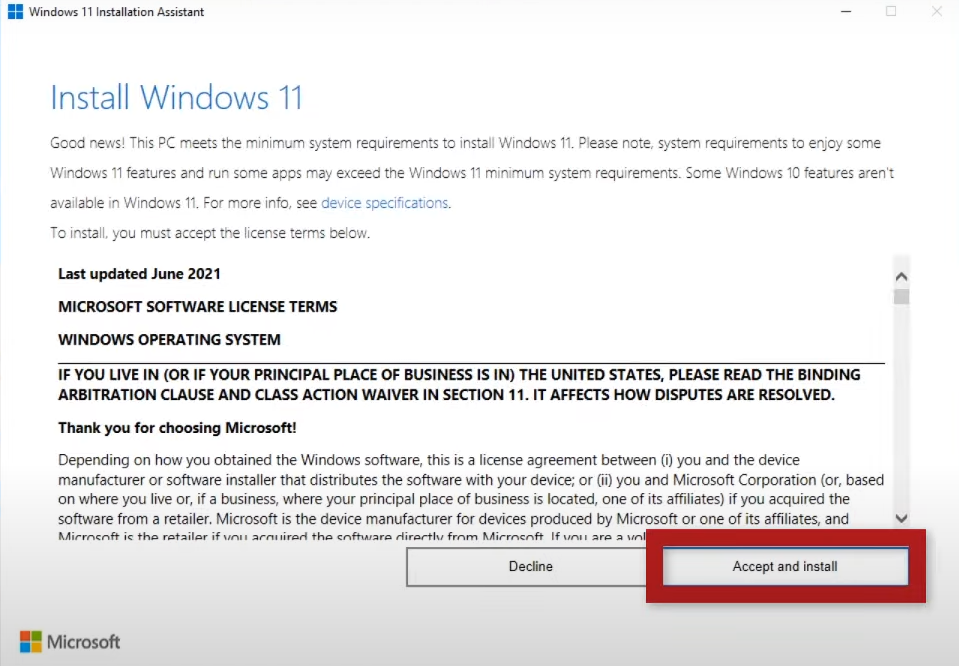 Windows 11 Installation Assistant
Install Windows 11
Good news! This PC meets the minimum system requirements to install Windows 11. Please note, system requirements to enjoy some
Windows 11 features and run some apps may exceed the Windows 11 minimum system requirements. Some Windows 10 features aren't
available in Windows 11. For more info, see device specifications.
To install, you must accept the license terms below.
Last updated June 2021
MICROSOFT SOFTWARE LICENSE TERMS
WINDOWS OPERATING SYSTEM
IF YOU LIVE IN (OR IF YOUR PRINCIPAL PLACE OF BUSINESS IS IN) THE UNITED STATES, PLEASE READ THE BINDING
ARBITRATION CLAUSE AND CLASS ACTION WAIVER IN SECTION 11. IT AFFECTS HOW DISPUTES ARE RESOLVED.
Thank you for choosing Microsoft!
Depending on how you obtained the Windows software, this is a license agreement between (i) you and the device
manufacturer or software installer that distributes the software with your device; or (ii) you and Microsoft Corporation (or, based
on where you live or, if a business, where your principal place of business is located, one of its affiliates) if you acquired the
software from a retailer. Microsoft is the device manufacturer for devices produced by Microsoft or one of its affiliates, and
Microsoft is the retailer if you acquired the software directly from Microsoft. If you are a
Decline
Accept and install
Microsoft